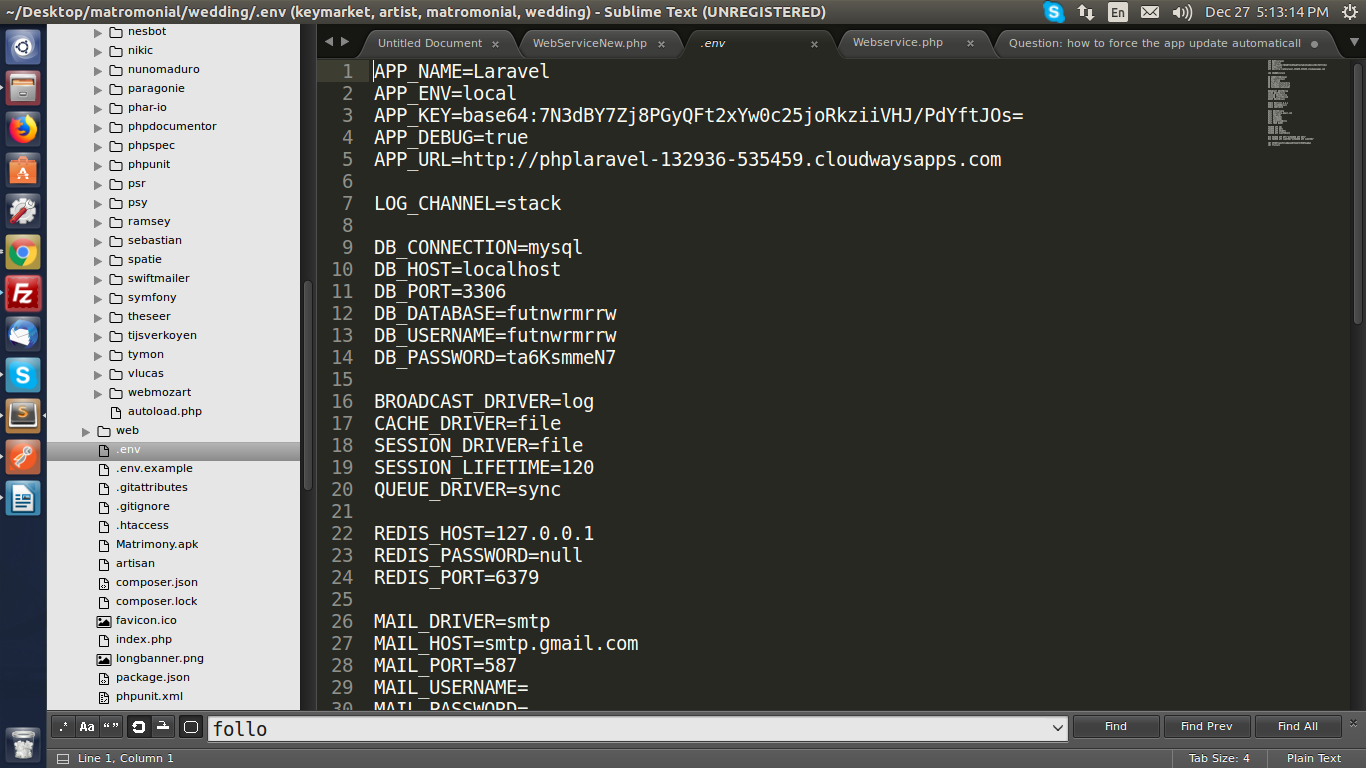 ~/Desktop/matromonial/wedding/.env (keymarket, artist, matromonial, wedding) - Sublime Text (UNREGISTERED)
En
Dec 27 5:13:14 PM
nesbot
nikic
nunomaduro
paragonie
phar-io
phpdocumentor
phpspec
phpunit
psr
psy
ramsey
sebastian
spatie
swiftmailer
symfony
theseer
tijsverkoyen
tymon
vlucas
webmozart
autoload.php
web
.env
.env.example
.gitattributes
.gitignore
.htaccess
Matrimony.apk
artisan
composer.json
composer.lock
favicon.ico
index.php
longbanner.png
package.json
phpunit.xml
Untitled Document
WebServiceNew.php
.env
Webservice.php
Question: how to force the app update automaticall
1 APP_NAME=Laravel
2 APP_ENV=local
3 APP_KEY=base64:7N3dBY7Zj8PGyQFt2xYw0c25joRkziiVHJ/PdYftJOs=
4 APP_DEBUG=true
5 APP_URL=http://phplaravel-132936-535459.cloudwaysapps.com
6
7 LOG_CHANNEL=stack
8
9 DB_CONNECTION=mysql
10 DB_HOST=localhost
11 DB_PORT=3306
12 DB_DATABASE=futnwrmrrw
13 DB_USERNAME=futnwrmrrw
14 DB_PASSWORD=ta6KsmmeN7
15
16 BROADCAST_DRIVER=log
17 CACHE_DRIVER=file
18 SESSION_DRIVER=file
19 SESSION_LIFETIME=120
20 QUEUE_DRIVER=sync
21
22 REDIS_HOST=127.0.0.1
23 REDIS_PASSWORD=null
24 REDIS_PORT=6379
25
26 MAIL_DRIVER=smtp
27 MAIL_HOST=smtp.gmail.com
28 MAIL_PORT=587
29 MAIL_USERNAME=
30 MAIL_PASSWORD=
.* Aa “” follo Find Find Prev Find All
Line 1, Column 1
Tab Size: 4
Plain Text